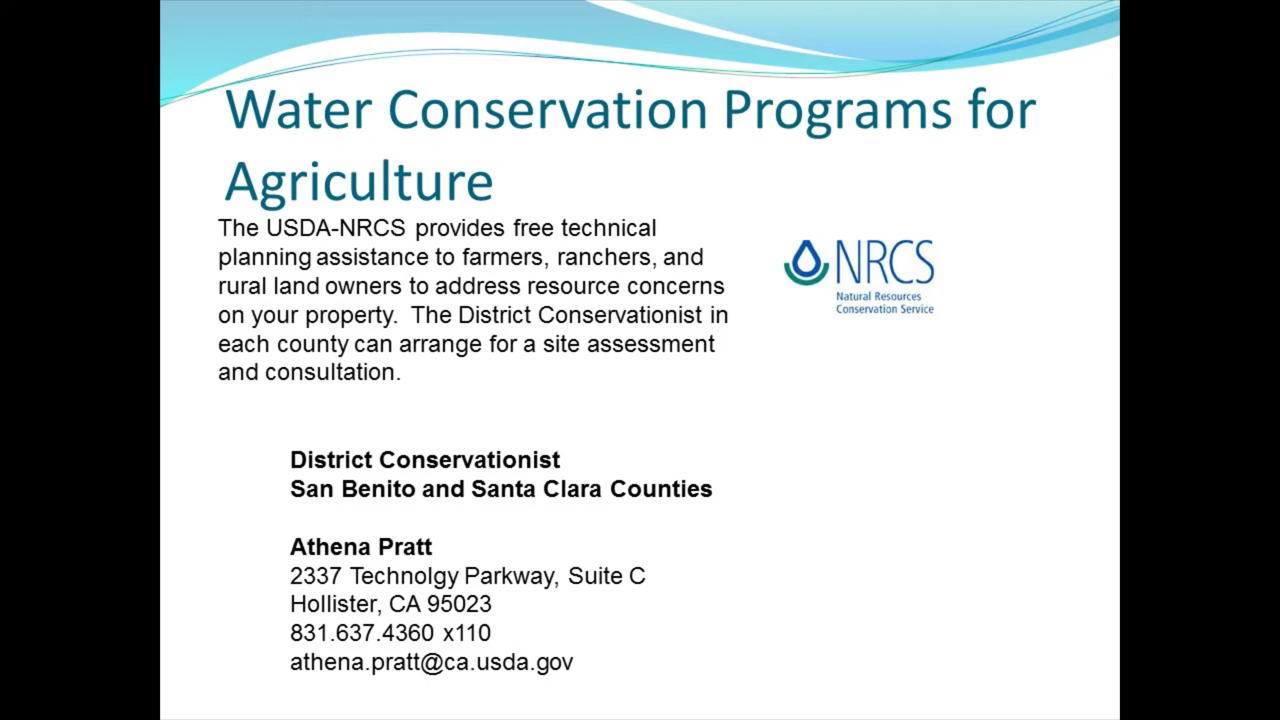 Water Conservation Programs for
Agriculture
The USDA-NRCS provides free technical
planning assistance to farmers, ranchers, and
rural land owners to address resource concerns
on your property.  The District Conservationist in
each county can arrange for a site assessment
and consultation.
NRCS
Natural Resources
Conservation Service
District Conservationist
San Benito and Santa Clara Counties
Athena Pratt
2337 Technolgy Parkway, Suite C
Hollister, CA 95023
831.637.4360 x110
athena.pratt@ca.usda.gov